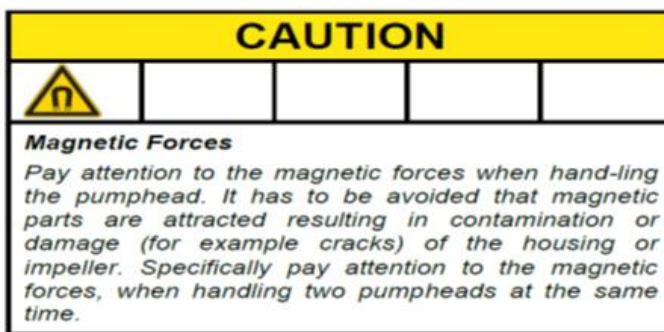 CAUTION
Magnetic Forces
Pay attention to the magnetic forces when hand-ling
the pumphead. It has to be avoided that magnetic
parts are attracted resulting in contamination or
damage (for example cracks) of the housing or
impeller. Specifically pay attention to the magnetic
forces, when handling two pumpheads at the same
time.